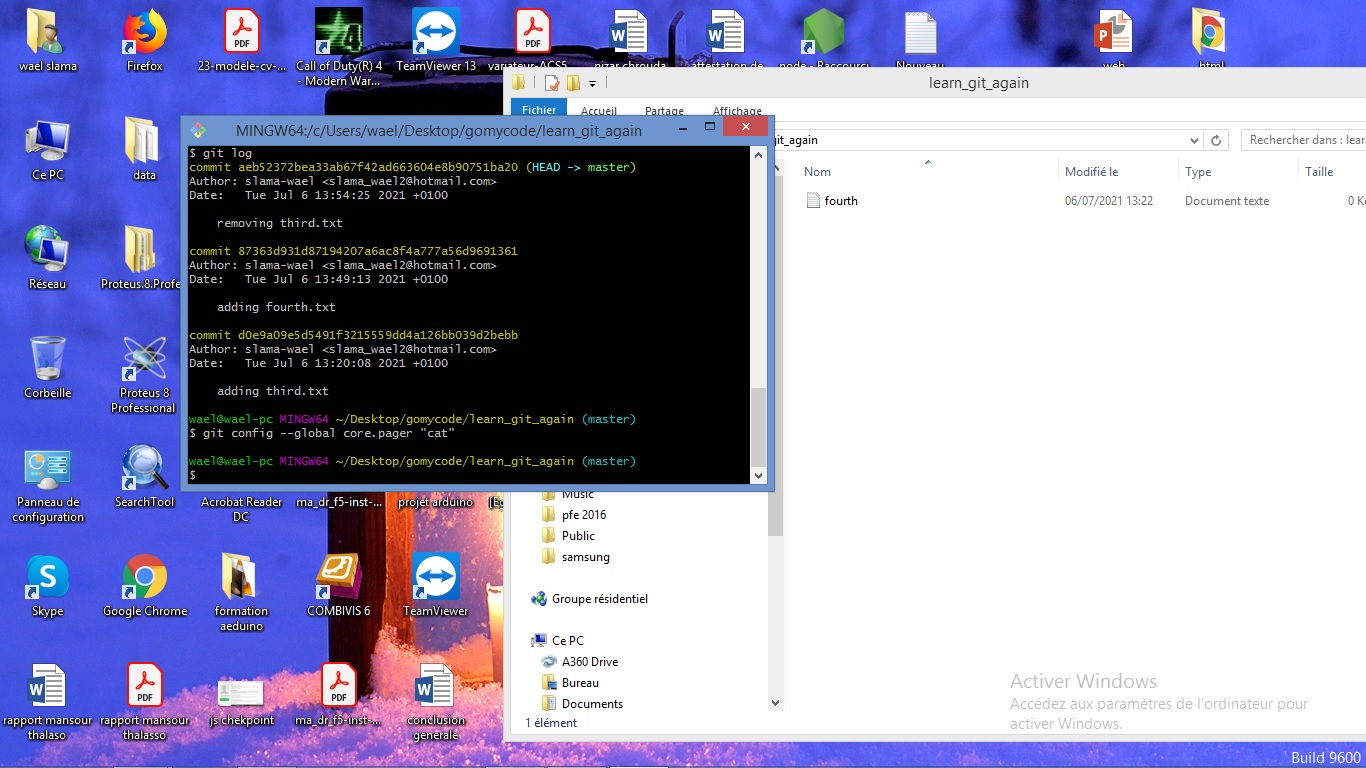 wael slama
Firefox
23-modele-cv-...
Call of Duty(R) 4
- Modern War...
TeamViewer 13
variateur-ACS5
nizar chrouda
attestation de
node - Raccourci
Nouveau
web
html
learn_git_again
Fichier
Accueil
Partage
Affichage
MINGW64:/c/Users/wael/Desktop/gomycode/learn_git_again
git_again
Rechercher dans : lear
Nom
Modifié le
Type
Taille
fourth
06/07/2021 13:22
Document texte
0 K
$ git log
commit aeb52372bea33ab67f42ad663604e8b90751ba20 (HEAD -> master)
Author: slama-wael <slama_wael2@hotmail.com>
Date:   Tue Jul 6 13:54:25 2021 +0100
removing third.txt
commit 87363d931d87194207a6ac8f4a777a56d9691361
Author: slama-wael <slama_wael2@hotmail.com>
Date:   Tue Jul 6 13:49:13 2021 +0100
adding fourth.txt
commit d0e9a09e5d5491f3215559dd4a126bb039d2bebb
Author: slama-wael <slama_wael2@hotmail.com>
Date:   Tue Jul 6 13:20:08 2021 +0100
adding third.txt
wael@wael-pc MINGW64 ~/Desktop/gomycode/learn_git_again (master)
$ git config --global core.pager "cat"
wael@wael-pc MINGW64 ~/Desktop/gomycode/learn_git_again (master)
$
Ce PC
data
Réseau
Proteus.8.Profe
Corbeille
Proteus 8
Professional
Panneau de
configuration
SearchTool
Acrobat Reader
DC
ma_dr_f5-inst-...
projet.arduino
Music
pfe 2016
Public
samsung
Groupe résidentiel
Ce PC
A360 Drive
Bureau
Documents
1 élément
Skype
Google Chrome
formation
aeduino
COMBIVIS 6
TeamViewer
rapport mansour
thalaso
rapport mansour
thalasso
js chekpoint
ma_dr_f5-inst-...
conclusion
generalé
Activer Windows
Accédez aux paramètres de l'ordinateur pour
activer Windows.
Build 9600